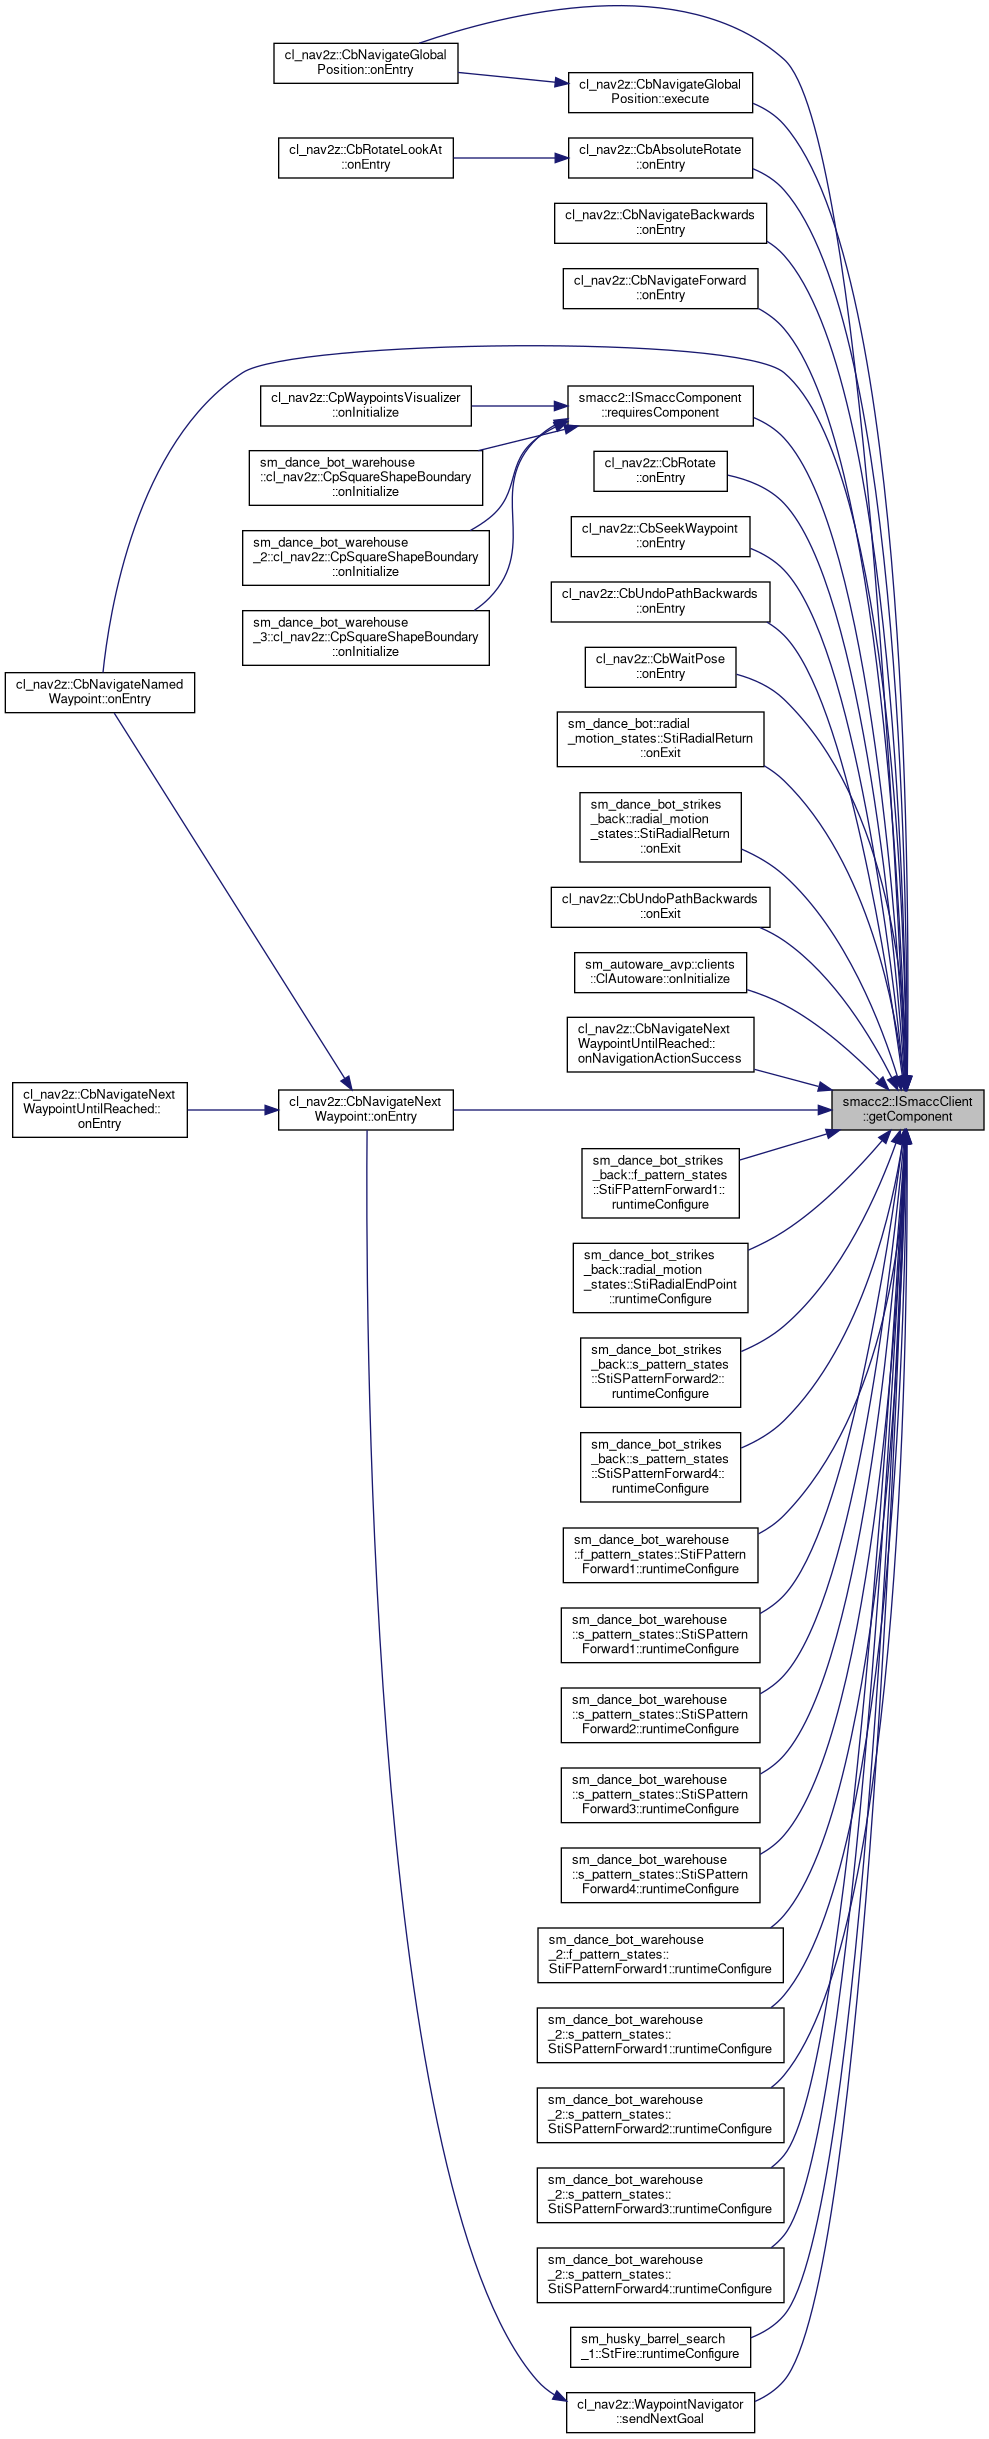 cl_nav2z::CbNavigateGlobal
Position::onEntry
cl_nav2z::CbNavigateGlobal
Position::execute
cl_nav2z::CbRotateLookAt
::onEntry
cl_nav2z::CbAbsoluteRotate
::onEntry
cl_nav2z::CbNavigateBackwards
::onEntry
cl_nav2z::CbNavigateForward
::onEntry
cl_nav2z::CpWaypointsVisualizer
::onInitialize
smacc2::ISmaccComponent
::requiresComponent
sm_dance_bot_warehouse
::cl_nav2z::CpSquareShapeBoundary
::onInitialize
cl_nav2z::CbRotate
::onEntry
sm_dance_bot_warehouse
_2::cl_nav2z::CpSquareShapeBoundary
::onInitialize
cl_nav2z::CbSeekWaypoint
::onEntry
cl_nav2z::CbUndoPathBackwards
::onEntry
sm_dance_bot_warehouse
_3::cl_nav2z::CpSquareShapeBoundary
::onInitialize
cl_nav2z::CbWaitPose
::onEntry
cl_nav2z::CbNavigateNamed
Waypoint::onEntry
sm_dance_bot::radial
_motion_states::StiRadialReturn
::onExit
sm_dance_bot_strikes
_back::radial_motion
_states::StiRadialReturn
::onExit
cl_nav2z::CbUndoPathBackwards
::onExit
sm_autoware_avp::clients
::ClAutoware::onInitialize
cl_nav2z::CbNavigateNext
WaypointUntilReached::
onNavigationActionSuccess
cl_nav2z::CbNavigateNext
WaypointUntilReached::
onEntry
cl_nav2z::CbNavigateNext
Waypoint::onEntry
smacc2::ISmaccClient
::getComponent
sm_dance_bot_strikes
_back::f_pattern_states
::StiFPatternForward1::
runtimeConfigure
sm_dance_bot_strikes
_back::radial_motion
_states::StiRadialEndPoint
::runtimeConfigure
sm_dance_bot_strikes
_back::s_pattern_states
::StiSPatternForward2::
runtimeConfigure
sm_dance_bot_strikes
_back::s_pattern_states
::StiSPatternForward4::
runtimeConfigure
sm_dance_bot_warehouse
::f_pattern_states::StiFPattern
Forward1::runtimeConfigure
sm_dance_bot_warehouse
::s_pattern_states::StiSPattern
Forward1::runtimeConfigure
sm_dance_bot_warehouse
::s_pattern_states::StiSPattern
Forward2::runtimeConfigure
sm_dance_bot_warehouse
::s_pattern_states::StiSPattern
Forward3::runtimeConfigure
sm_dance_bot_warehouse
::s_pattern_states::StiSPattern
Forward4::runtimeConfigure
sm_dance_bot_warehouse
_2::f_pattern_states::
StiFPatternForward1::runtimeConfigure
sm_dance_bot_warehouse
_2::s_pattern_states::
StiSPatternForward1::runtimeConfigure
sm_dance_bot_warehouse
_2::s_pattern_states::
StiSPatternForward2::runtimeConfigure
sm_dance_bot_warehouse
_2::s_pattern_states::
StiSPatternForward3::runtimeConfigure
sm_dance_bot_warehouse
_2::s_pattern_states::
StiSPatternForward4::runtimeConfigure
sm_husky_barrel_search
_1::StFire::runtimeConfigure
cl_nav2z::WaypointNavigator
::sendNextGoal